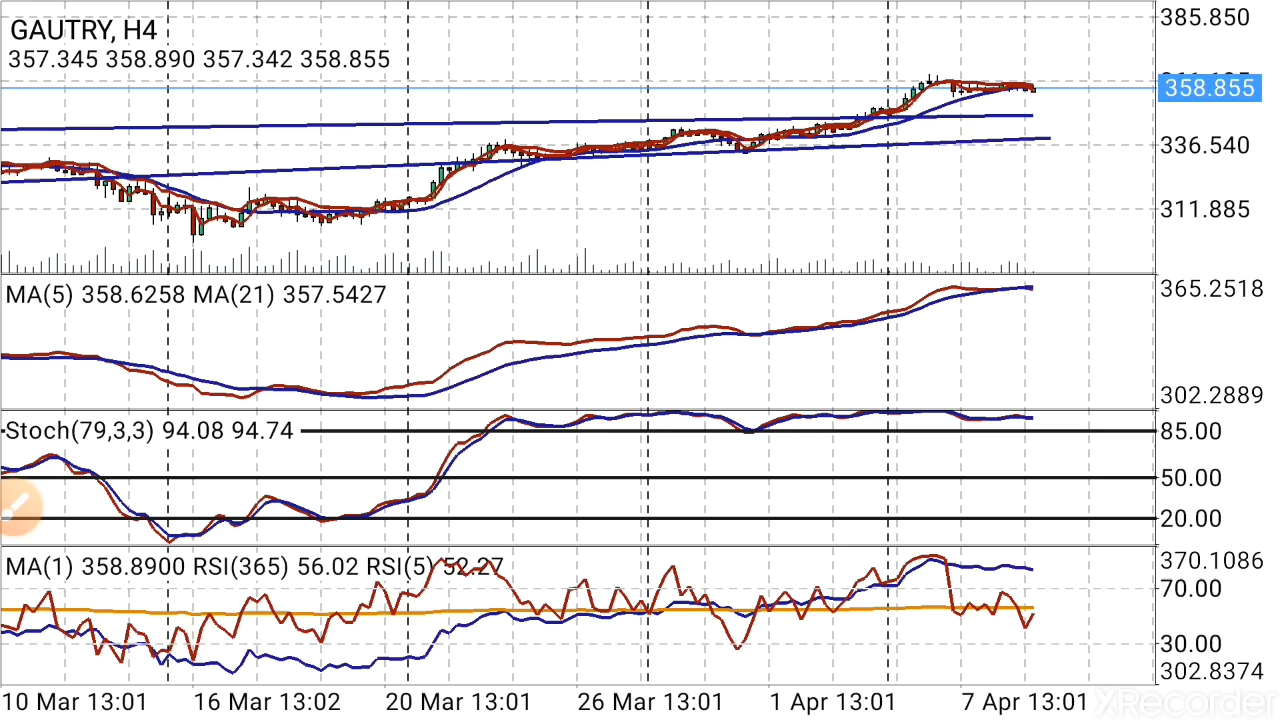 GAUTRY, H4
357.345 358.890 357.342 358.855
385.850
358.855
336.540
311.885
MA(5) 358.6258 MA(21) 357.5427
365.2518
302.2889
Stoch(79,3,3) 94.08 94.74
85.00
50.00
20.00
MA(1) 358.8900 RSI(365) 56.02 RSI(5) 52.27
370.1086
70.00
30.00
302.8374
10 Mar 13:01 16 Mar 13:02 20 Mar 13:01 26 Mar 13:01 1 Apr 13:01 7 Apr 13:01
XRecorder